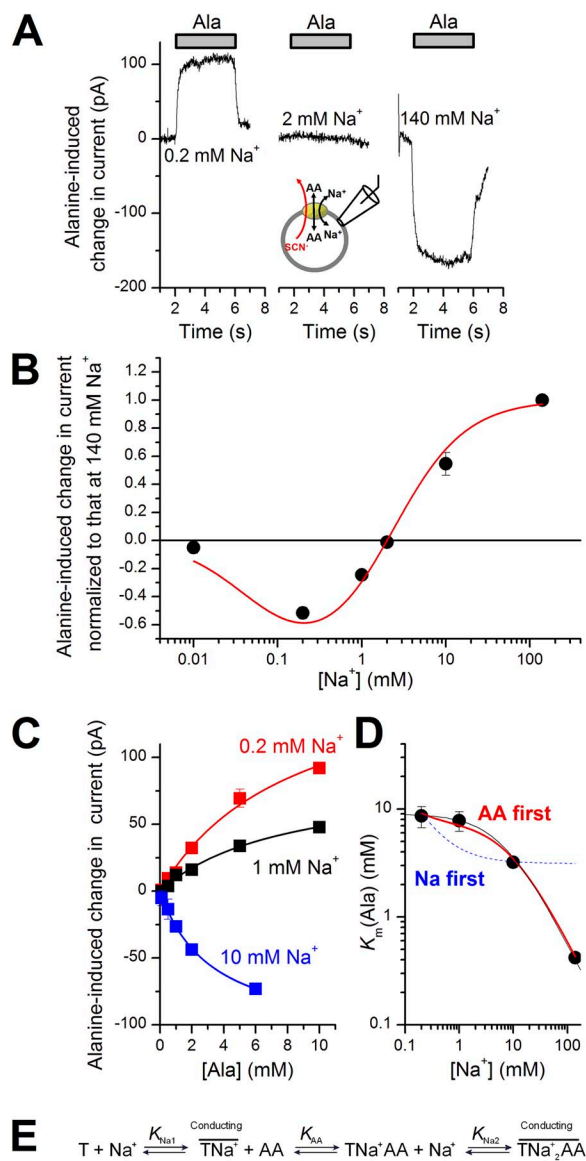 A
Ala
Ala
Ala
Alanine-induced
change in current (pA)
100
0
-100
-200
0.2 mM Na⁺
2 mM Na⁺
140 mM Na⁺
AA
Na⁺
AA
Na⁺
SCN⁻
2 4 6 8
2 4 6 8
2 4 6 8
Time (s)
Time (s)
Time (s)
B
Alanine-induced change in current
normalized to that at 140 mM Na⁺
1.2
1.0
0.8
0.6
0.4
0.2
0.0
-0.2
-0.4
-0.6
0.01 0.1 1 10 100
[Na⁺] (mM)
C
Alanine-induced change in current (pA)
100
50
0
-50
-100
0.2 mM Na⁺
1 mM Na⁺
10 mM Na⁺
0 2 4 6 8 10
[Ala] (mM)
D
Kₘ(Ala) (mM)
10
1
0.1
AA first
Na first
0.1 1 10 100
[Na⁺] (mM)
E
Conducting
Conducting
K_Na1
K_AA
K_Na2
T + Na⁺ ⇌ TNa⁺ + AA ⇌ TNa⁺AA + Na⁺ ⇌ TNa⁺₂AA